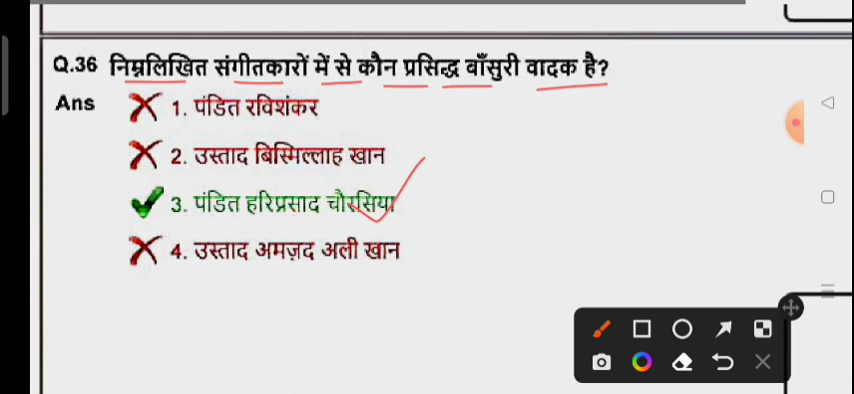 Q.36 निम्नलिखित संगीतकारों में से कौन प्रसिद्ध बाँसुरी वादक है?
Ans 1. पंडित रविशंकर
2. उस्ताद बिस्मिल्लाह खान
3. पंडित हरिप्रसाद चौरसिया
4. उस्ताद अमज़द अली खान